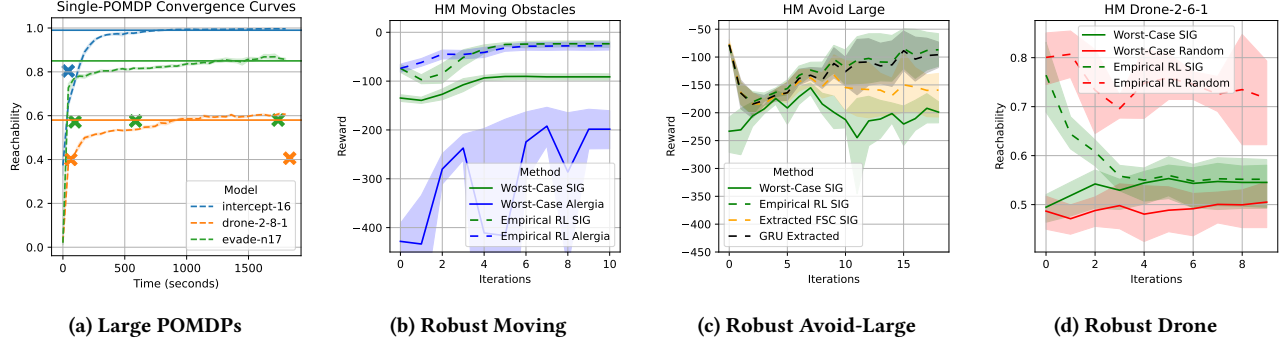 Single-POMDP Convergence Curves
1.0
0.8
0.6
0.4
0.2
0.0
Reachability
0
500
1000
1500
Time (seconds)
Model
intercept-16
drone-2-8-1
evade-n17
(a) Large POMDPs
HM Moving Obstacles
0
−100
−200
−300
−400
Reward
0
2
4
6
8
10
Iterations
Method
Worst-Case SIG
Worst-Case Alergia
Empirical RL SIG
Empirical RL Alergia
(b) Robust Moving
HM Avoid Large
−50
−100
−150
−200
−250
−300
−350
−400
−450
Reward
0
5
10
15
Iterations
Method
Worst-Case SIG
Empirical RL SIG
Extracted FSC SIG
GRU Extracted
(c) Robust Avoid-Large
HM Drone-2-6-1
0.8
0.7
0.6
0.5
Reachability
0
2
4
6
8
Iterations
Worst-Case SIG
Worst-Case Random
Empirical RL SIG
Empirical RL Random
(d) Robust Drone